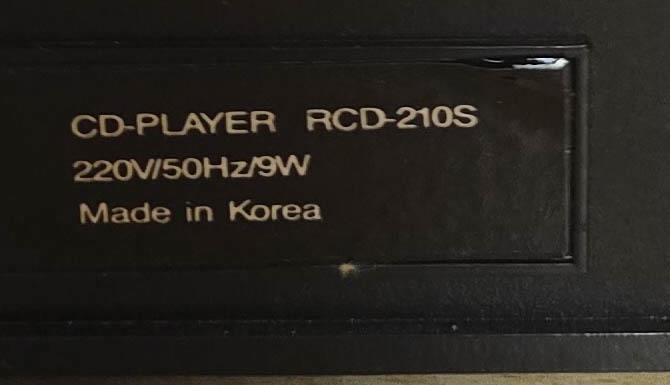 CD-PLAYER RCD-210S
220V/50Hz/9W
Made in Korea